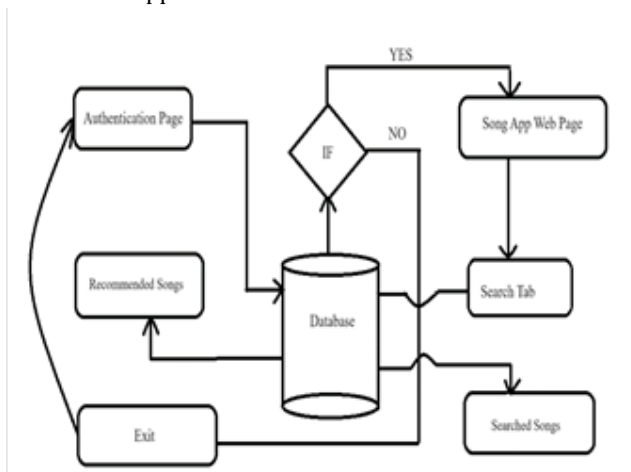 YES
Authentication Page
Song App Web Page
NO
IF
Recommended Songs
Search Tab
Database
Exit
Searched Songs